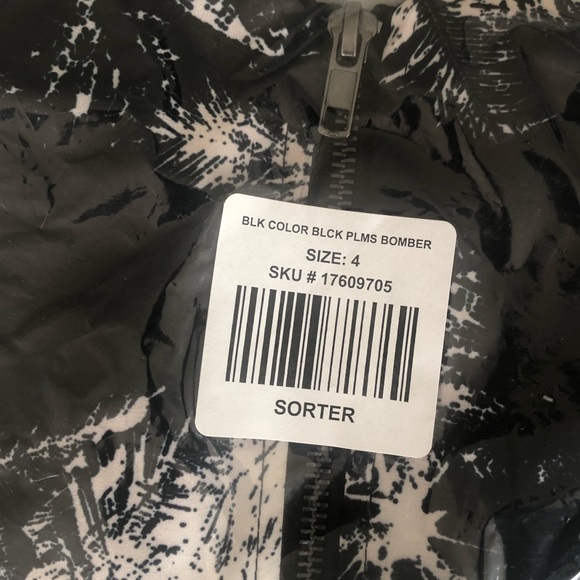 BLK COLOR BLCK PLMS BOMBER
SIZE: 4
SKU # 17609705
SORTER